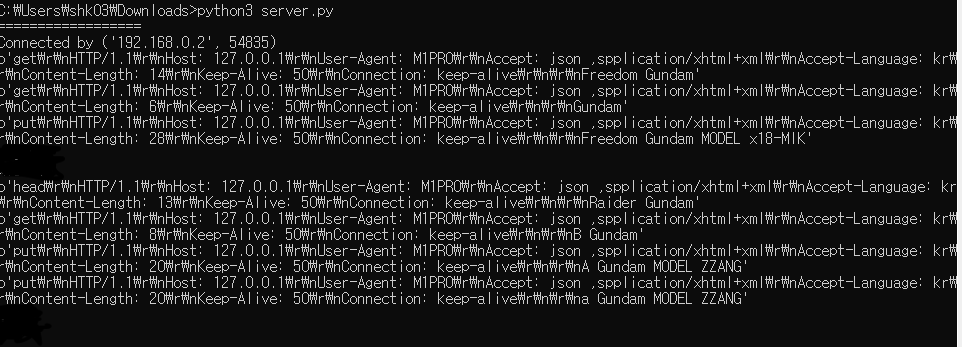 C:₩Users₩shk03₩Downloads>python3 server.py
==================
Connected by ('192.168.0.2', 54835)
b'get₩r₩nHTTP/1.1₩r₩nHost: 127.0.0.1₩r₩nUser-Agent: M1PRO₩r₩nAccept: json ,spplication/xhtml+xml₩r₩nAccept-Language: kr₩
r₩nContent-Length: 14₩r₩nKeep-Alive: 50₩r₩nConnection: keep-alive₩r₩n₩r₩nFreedom Gundam'
b'get₩r₩nHTTP/1.1₩r₩nHost: 127.0.0.1₩r₩nUser-Agent: M1PRO₩r₩nAccept: json ,spplication/xhtml+xml₩r₩nAccept-Language: kr₩
r₩nContent-Length: 6₩r₩nKeep-Alive: 50₩r₩nConnection: keep-alive₩r₩n₩r₩nGundam'
b'put₩r₩nHTTP/1.1₩r₩nHost: 127.0.0.1₩r₩nUser-Agent: M1PRO₩r₩nAccept: json ,spplication/xhtml+xml₩r₩nAccept-Language: kr₩
r₩nContent-Length: 28₩r₩nKeep-Alive: 50₩r₩nConnection: keep-alive₩r₩n₩r₩nFreedom Gundam MODEL x18-MIK'
b'head₩r₩nHTTP/1.1₩r₩nHost: 127.0.0.1₩r₩nUser-Agent: M1PRO₩r₩nAccept: json ,spplication/xhtml+xml₩r₩nAccept-Language: kr
₩r₩nContent-Length: 13₩r₩nKeep-Alive: 50₩r₩nConnection: keep-alive₩r₩n₩r₩nRaider Gundam'
b'get₩r₩nHTTP/1.1₩r₩nHost: 127.0.0.1₩r₩nUser-Agent: M1PRO₩r₩nAccept: json ,spplication/xhtml+xml₩r₩nAccept-Language: kr₩
r₩nContent-Length: 8₩r₩nKeep-Alive: 50₩r₩nConnection: keep-alive₩r₩n₩r₩nB Gundam'
b'put₩r₩nHTTP/1.1₩r₩nHost: 127.0.0.1₩r₩nUser-Agent: M1PRO₩r₩nAccept: json ,spplication/xhtml+xml₩r₩nAccept-Language: kr₩
r₩nContent-Length: 20₩r₩nKeep-Alive: 50₩r₩nConnection: keep-alive₩r₩n₩r₩nA Gundam MODEL ZZANG'
b'put₩r₩nHTTP/1.1₩r₩nHost: 127.0.0.1₩r₩nUser-Agent: M1PRO₩r₩nAccept: json ,spplication/xhtml+xml₩r₩nAccept-Language: kr₩
r₩nContent-Length: 20₩r₩nKeep-Alive: 50₩r₩nConnection: keep-alive₩r₩n₩r₩na Gundam MODEL ZZANG'